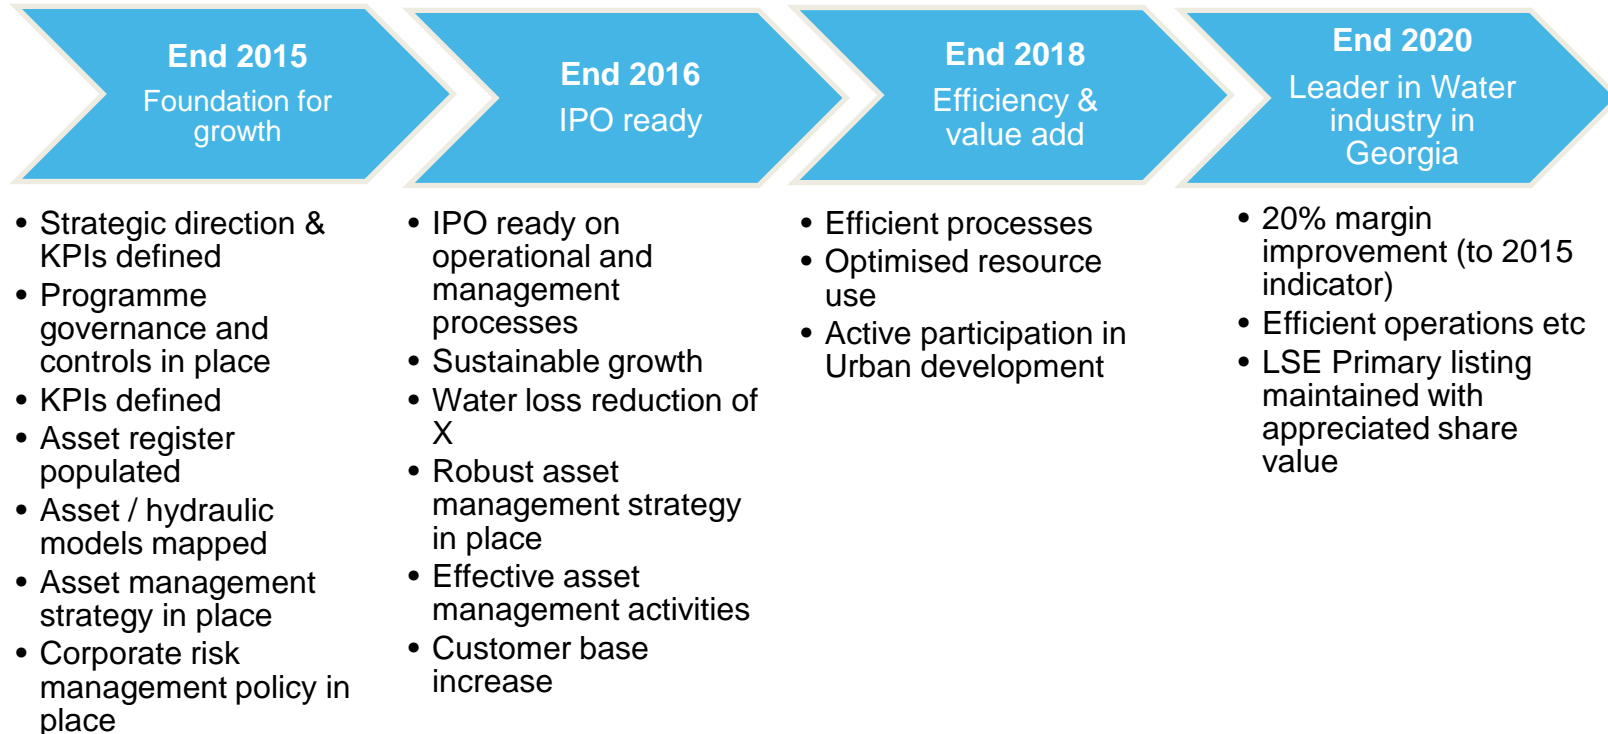 End 2015
Foundation for
growth
• Strategic direction &
KPIs defined
• Programme
governance and
controls in place
• KPIs defined
• Asset register
populated
• Asset / hydraulic
models mapped
• Asset management
strategy in place
• Corporate risk
management policy in
place
End 2016
IPO ready
• IPO ready on
operational and
management
processes
• Sustainable growth
• Water loss reduction of
X
• Robust asset
management strategy
in place
• Effective asset
management activities
• Customer base
increase
End 2018
Efficiency &
value add
• Efficient processes
• Optimised resource
use
• Active participation in
Urban development
End 2020
Leader in Water
industry in
Georgia
• 20% margin
improvement (to 2015
indicator)
• Efficient operations etc
• LSE Primary listing
maintained with
appreciated share
value